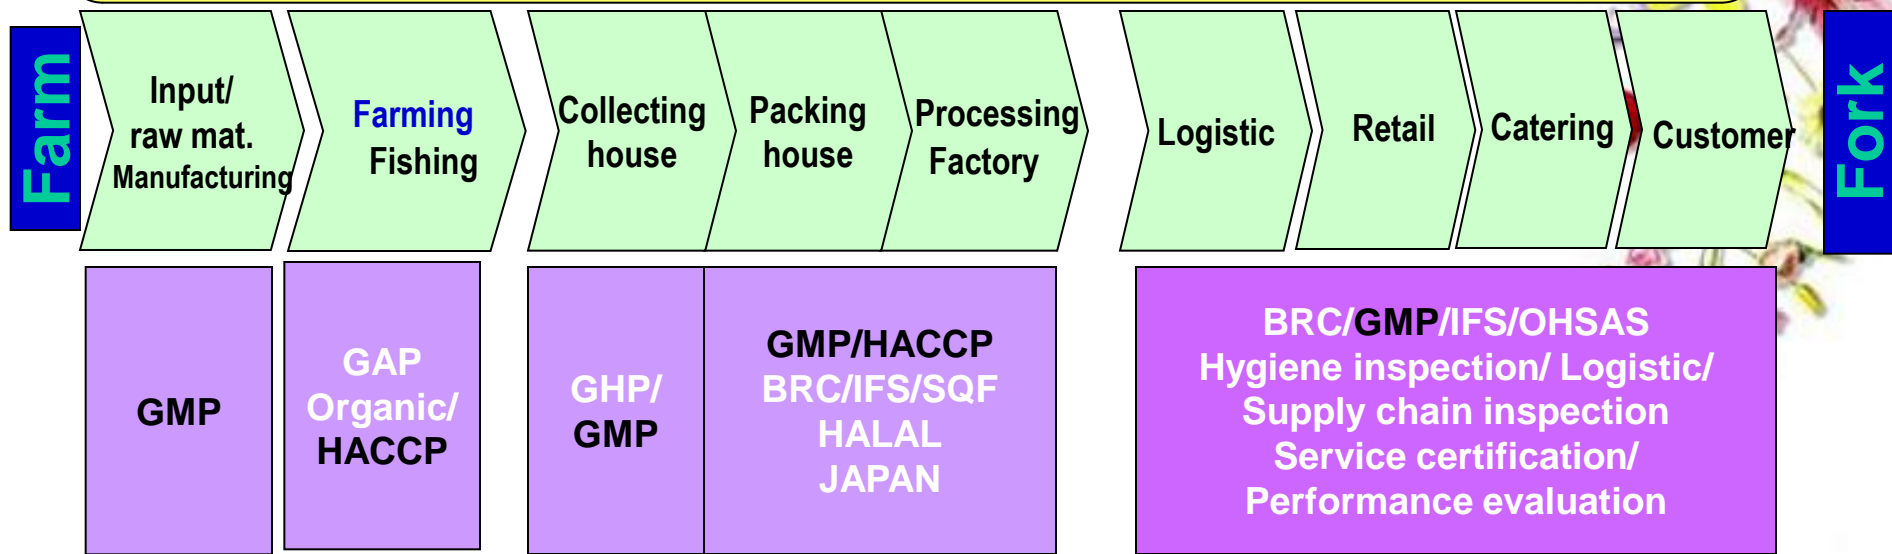 Farm
Input/
raw mat.
Manufacturing
Farming
Fishing
Collecting
house
Packing
house
Processing
Factory
Logistic
Retail
Catering
Customer
Fork
GMP
GAP
Organic/
HACCP
GHP/
GMP
GMP/HACCP
BRC/IFS/SQF
HALAL
JAPAN
BRC/GMP/IFS/OHSAS
Hygiene inspection/ Logistic/
Supply chain inspection
Service certification/
Performance evaluation